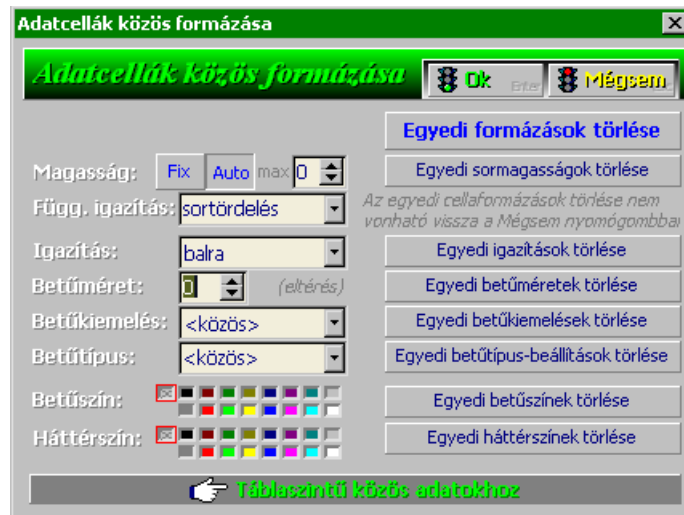 Adatcellák közös formázása
Adatcellák közös formázása Ok Enter Mégsem
Egyedi formázások törlése
Magasság: Fix Auto max 0 Egyedi sormagasságok törlése
Függ. igazítás: sortördelés Az egyedi cellaformázások törlése nem
vonható vissza a Mégsem nyomógombbal
Igazítás: balra Egyedi igazítások törlése
Betűméret: 0 (eltérés) Egyedi betűméretek törlése
Betűkiemelés: <közös> Egyedi betűkiemelések törlése
Betűtípus: <közös> Egyedi betűtípus-beállítások törlése
Betűszín: Egyedi betűszínek törlése
Háttérszín: Egyedi háttérszínek törlése
Táblaszintű közös adatokhoz